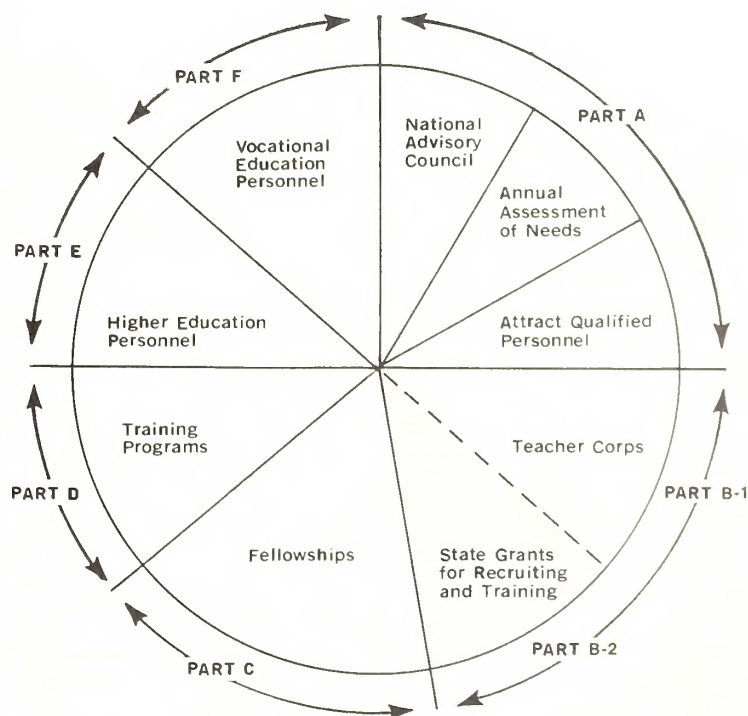 PART F
PART A
Vocational
Education
Personnel
National
Advisory
Council
Annual
Assessment
of Needs
PART E
Higher Education
Personnel
Attract Qualified
Personnel
Training
Programs
Teacher Corps
PART D
PART B-1
Fellowships
State Grants
for Recruiting
and Training
PART C
PART B-2